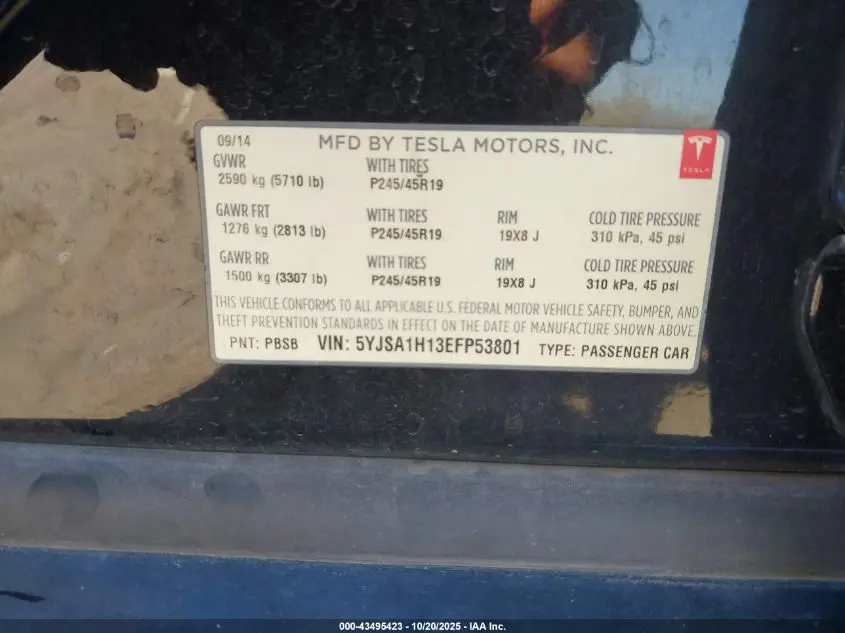 09/14 MFD BY TESLA MOTORS, INC.
TESLA
GVWR WITH TIRES
2590 kg (5710 lb) P245/45R19
GAWR FRT WITH TIRES RIM COLD TIRE PRESSURE
1276 kg (2813 lb) P245/45R19 19X8 J 310 kPa, 45 psi
GAWR RR WITH TIRES RIM COLD TIRE PRESSURE
1500 kg (3307 lb) P245/45R19 19X8 J 310 kPa, 45 psi
THIS VEHICLE CONFORMS TO ALL APPLICABLE U.S. FEDERAL MOTOR VEHICLE SAFETY, BUMPER, AND
THEFT PREVENTION STANDARDS IN EFFECT ON THE DATE OF MANUFACTURE SHOWN ABOVE.
PNT: PBSB VIN: 5YJSA1H13EFP53801 TYPE: PASSENGER CAR
000-43495423 - 10/20/2025 - IAA Inc.